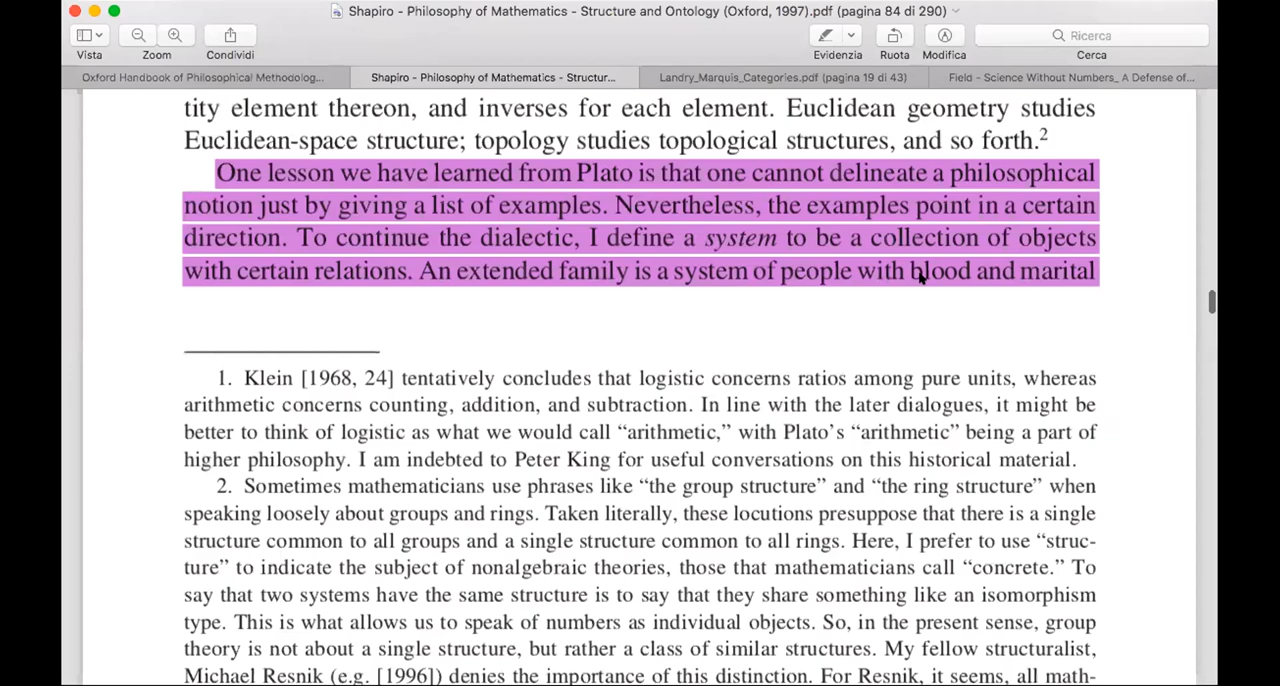 Shapiro - Philosophy of Mathematics - Structure and Ontology (Oxford, 1997).pdf (pagina 84 di 290)
Vista
Zoom
Condividi
Evidenzia
Ruota
Modifica
Ricerca
Cerca
Oxford Handbook of Philosophical Methodolog...
Shapiro - Philosophy of Mathematics - Structur...
Landry_Marquis_Categories.pdf (pagina 19 di 43)
Field - Science Without Numbers_ A Defense of...
tity element thereon, and inverses for each element. Euclidean geometry studies
Euclidean-space structure; topology studies topological structures, and so forth.2
One lesson we have learned from Plato is that one cannot delineate a philosophical
notion just by giving a list of examples. Nevertheless, the examples point in a certain
direction. To continue the dialectic, I define a system to be a collection of objects
with certain relations. An extended family is a system of people with blood and marital
1. Klein [1968, 24] tentatively concludes that logistic concerns ratios among pure units, whereas
arithmetic concerns counting, addition, and subtraction. In line with the later dialogues, it might be
better to think of logistic as what we would call “arithmetic,” with Plato’s “arithmetic” being a part of
higher philosophy. I am indebted to Peter King for useful conversations on this historical material.
2. Sometimes mathematicians use phrases like “the group structure” and “the ring structure” when
speaking loosely about groups and rings. Taken literally, these locutions presuppose that there is a single
structure common to all groups and a single structure common to all rings. Here, I prefer to use “struc-
ture” to indicate the subject of nonalgebraic theories, those that mathematicians call “concrete.” To
say that two systems have the same structure is to say that they share something like an isomorphism
type. This is what allows us to speak of numbers as individual objects. So, in the present sense, group
theory is not about a single structure, but rather a class of similar structures. My fellow structuralist,
Michael Resnik (e.g. [1996]) denies the importance of this distinction. For Resnik, it seems, all math-